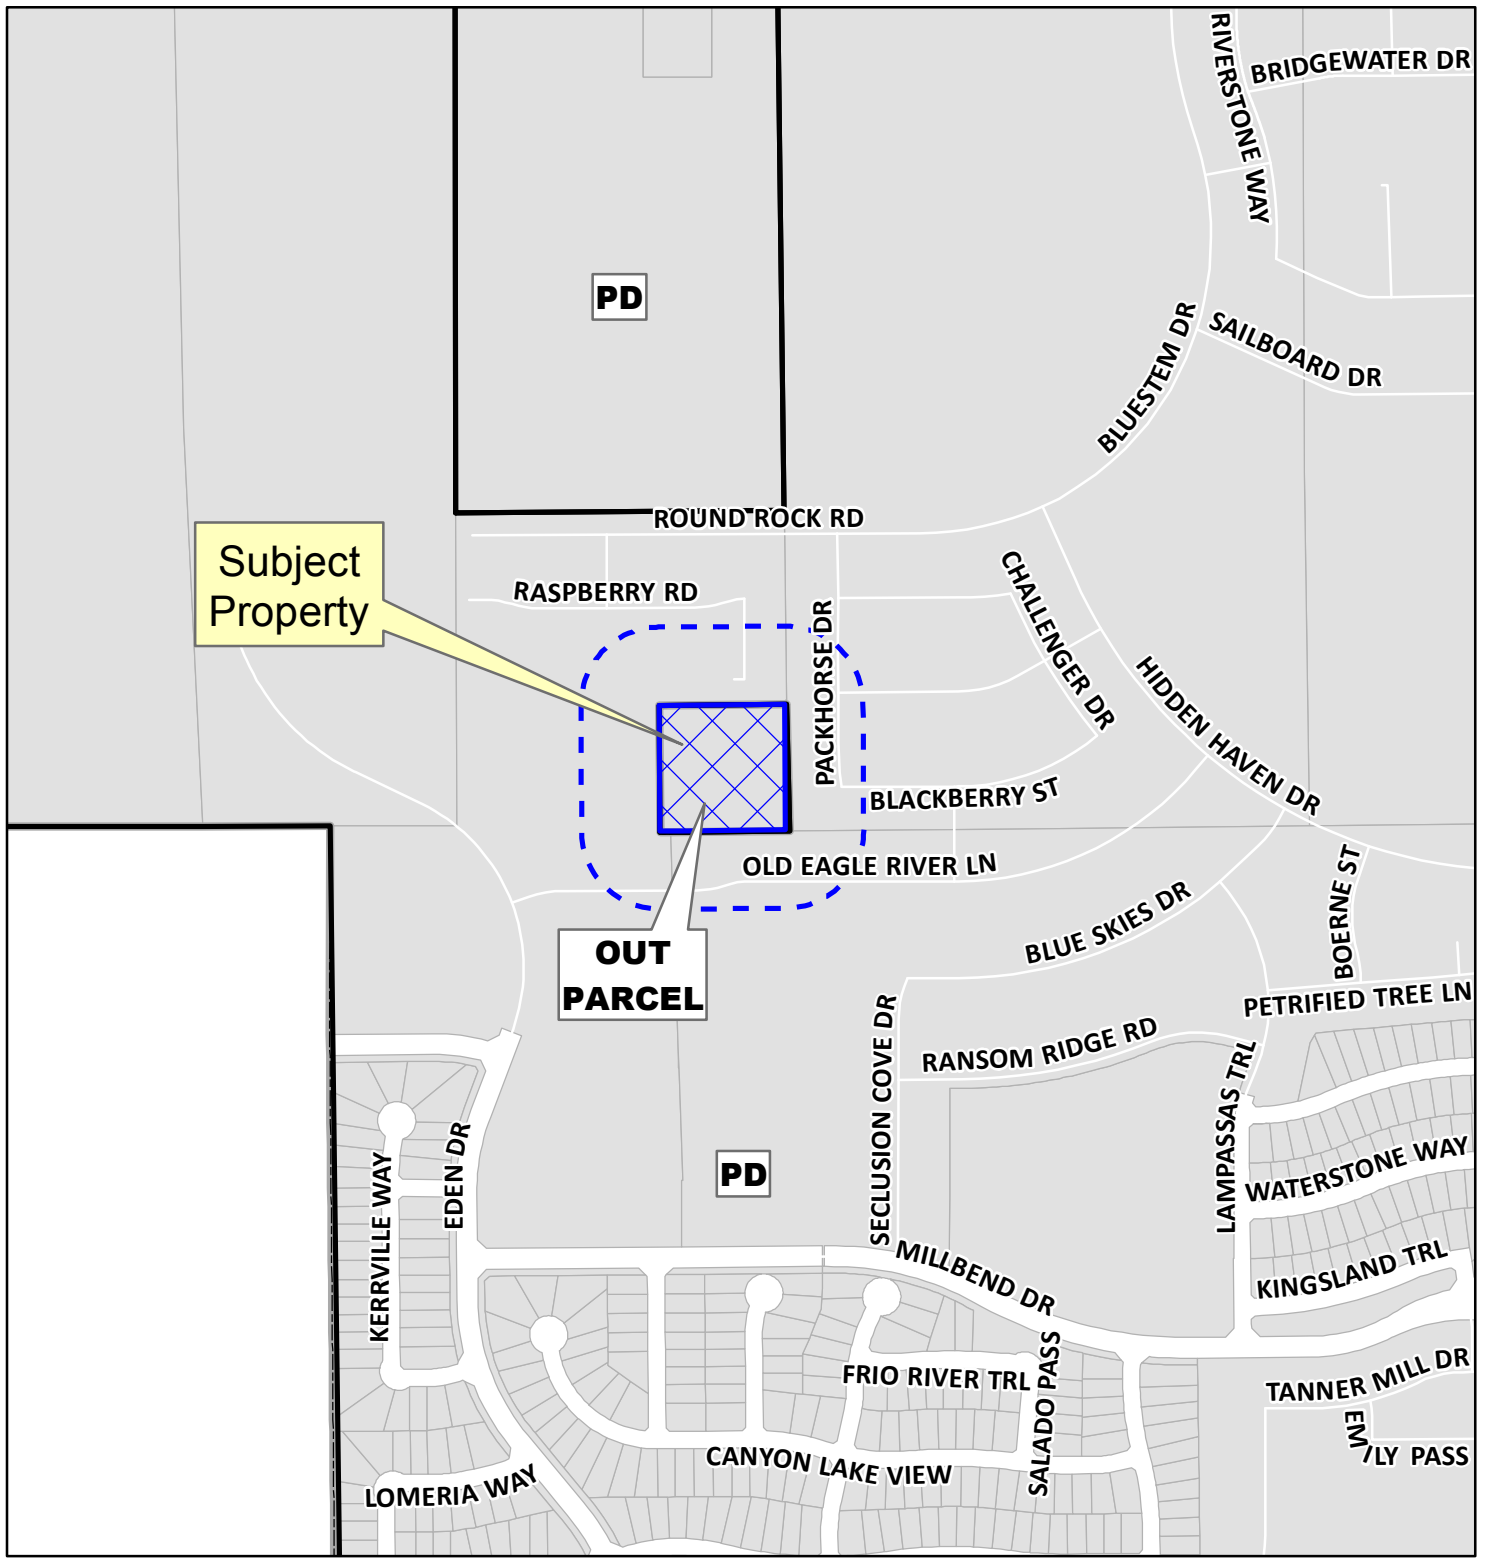 RIVERSTONE WAY
BRIDGEWATER DR
PD
BLUESTEM DR
SAILBOARD DR
ROUND ROCK RD
Subject
Property
RASPBERRY RD
PACKHORSE DR
CHALLENGER DR
HIDDEN HAVEN DR
BLACKBERRY ST
OLD EAGLE RIVER LN
BOERNE ST
BLUE SKIES DR
OUT
PARCEL
PETRIFIED TREE LN
SECLUSION COVE DR
RANSOM RIDGE RD
LAMPASSAS TRL
EDEN DR
KERRVILLE WAY
PD
WATERSTONE WAY
MILLBEND DR
KINGSLAND TRL
FRIO RIVER TRL
SALADO PASS
TANNER MILL DR
EMILY PASS
CANYON LAKE VIEW
LOMERIA WAY